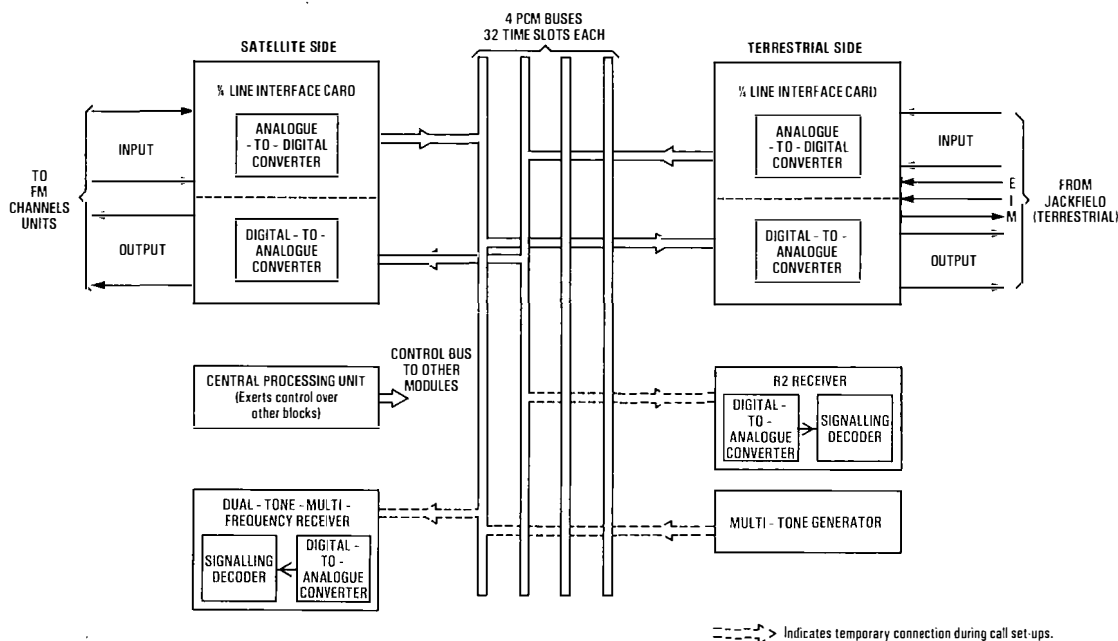 4 PCM BUSES
32 TIME SLOTS EACH
SATELLITE SIDE
TERRESTRIAL SIDE
¼ LINE INTERFACE CARD
ANALOGUE
-TO-DIGITAL
CONVERTER
DIGITAL-TO-
ANALOGUE
CONVERTER
INPUT
OUTPUT
TO
FM
CHANNELS
UNITS
¼ LINE INTERFACE CARD
ANALOGUE
-TO-DIGITAL
CONVERTER
DIGITAL-TO-
ANALOGUE
CONVERTER
INPUT
E
I
M
OUTPUT
FROM
JACKFIELD
(TERRESTRIAL)
CENTRAL PROCESSING UNIT
(Exerts control over
other blocks)
CONTROL BUS
TO OTHER
MODULES
R2 RECEIVER
DIGITAL-
TO-
ANALOGUE
CONVERTER
SIGNALLING
DECODER
DUAL-TONE-MULTI-
FREQUENCY RECEIVER
SIGNALLING
DECODER
DIGITAL-
TO-
ANALOGUE
CONVERTER
MULTI-TONE GENERATOR
Indicates temporary connection during call set-ups.